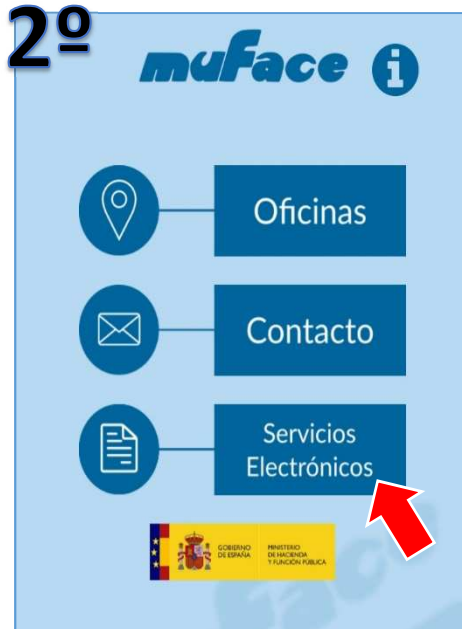 2º
muface i
Oficinas
Contacto
Servicios
Electrónicos
GOBIERNO
DE ESPAÑA
MINISTERIO
DE HACIENDA
Y FUNCIÓN PÚBLICA